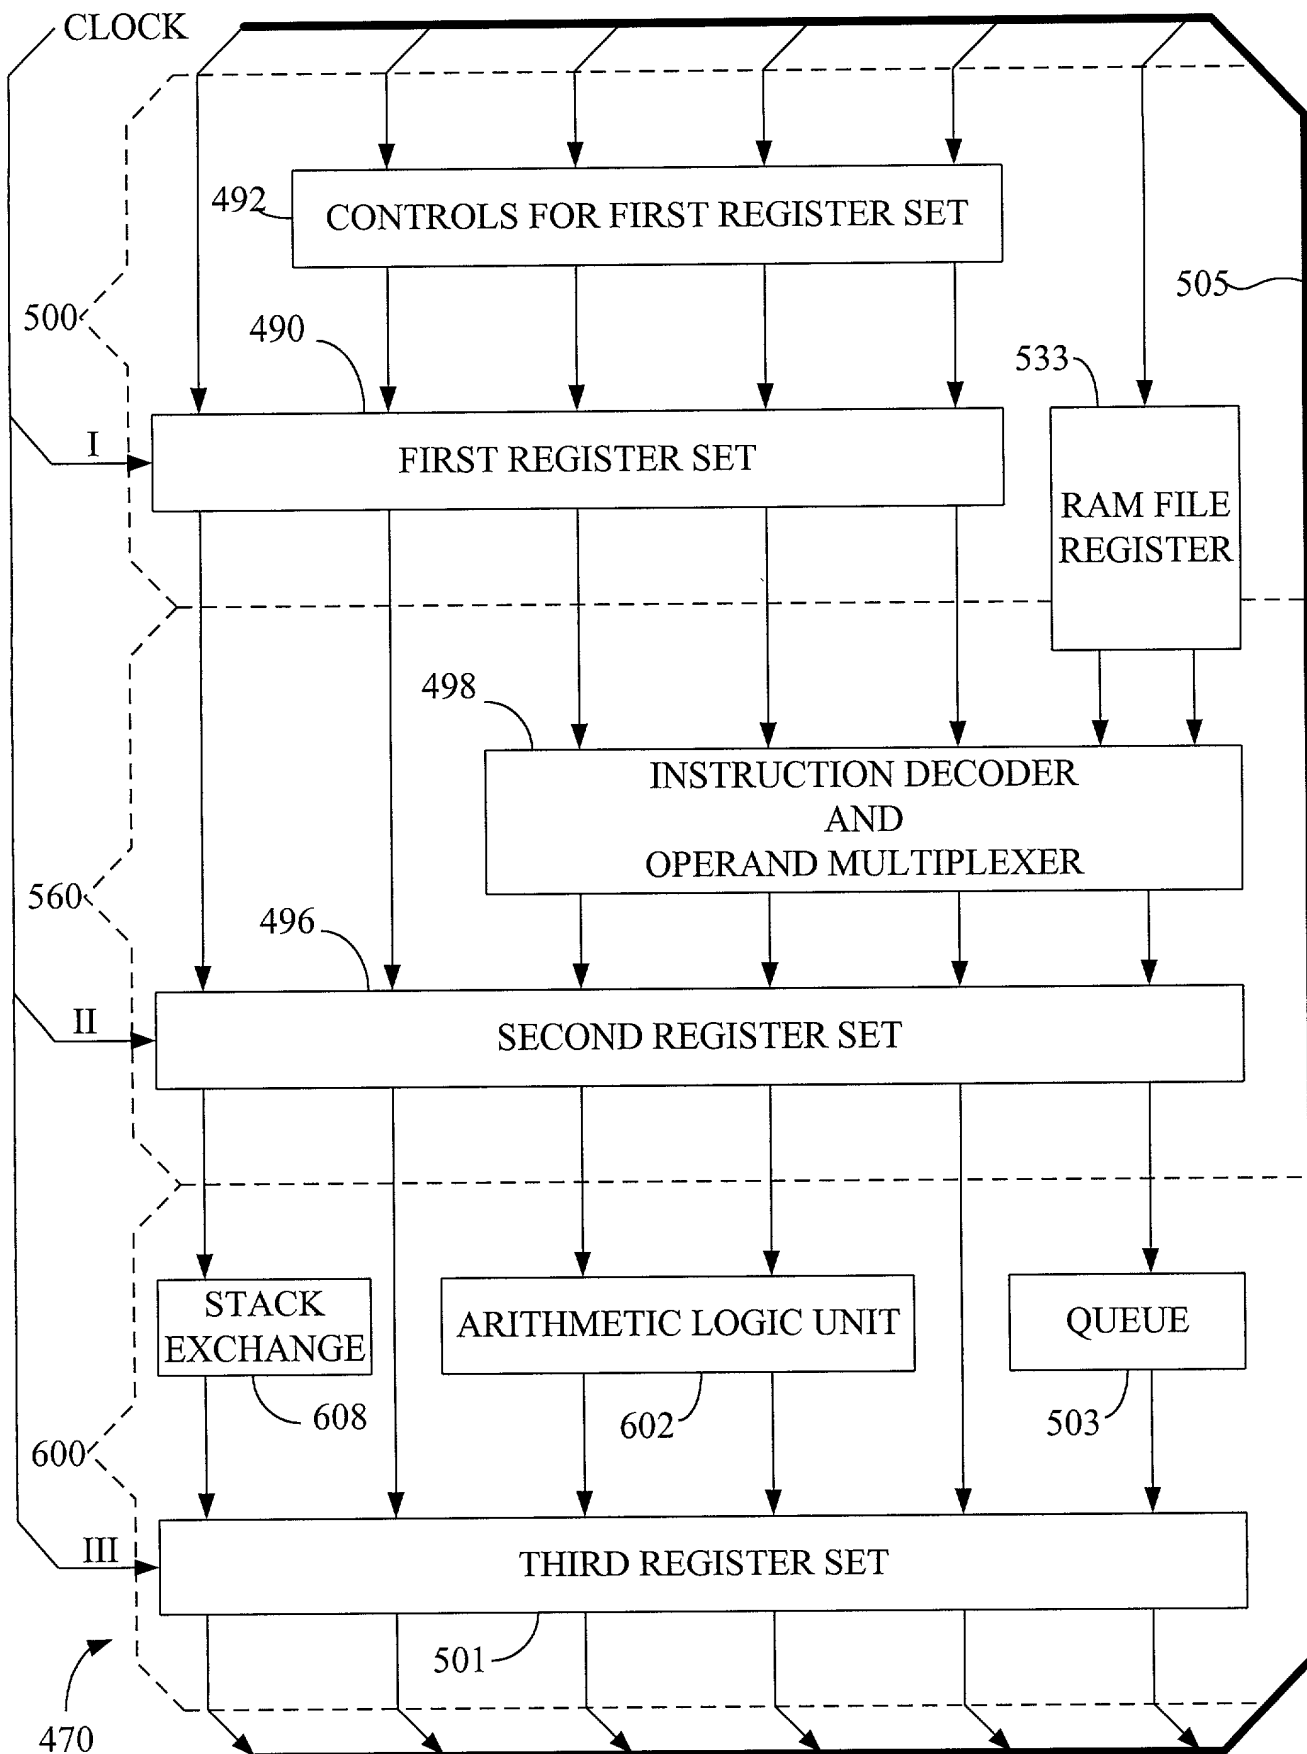 CLOCK
492
CONTROLS FOR FIRST REGISTER SET
505
500
490
533
I
FIRST REGISTER SET
RAM FILE
REGISTER
498
INSTRUCTION DECODER
AND
OPERAND MULTIPLEXER
560
496
II
SECOND REGISTER SET
STACK
EXCHANGE
ARITHMETIC LOGIC UNIT
QUEUE
608
602
503
600
III
THIRD REGISTER SET
501
470